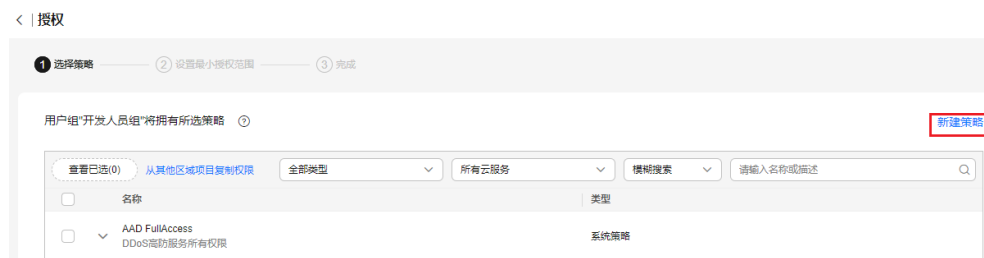 < | 授权
1 选择策略 2 设置最小授权范围 3 完成
用户组"开发人员组"将拥有所选策略 ?
新建策略
查看已选(0) 从其他区域项目复制权限 全部类型 所有云服务 模糊搜索 请输入名称或描述
名称 类型
AAD FullAccess 系统策略
DDoS高防服务所有权限